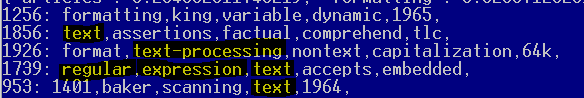 1256: formatting,king,variable,dynamic,1965,
1856: text,assertions,factual,comprehend,tlc,
1926: format,text-processing,nontext,capitalization,64k,
1739: regular,expression,text,accepts,embedded,
953: 1401,baker,scanning,text,1964,